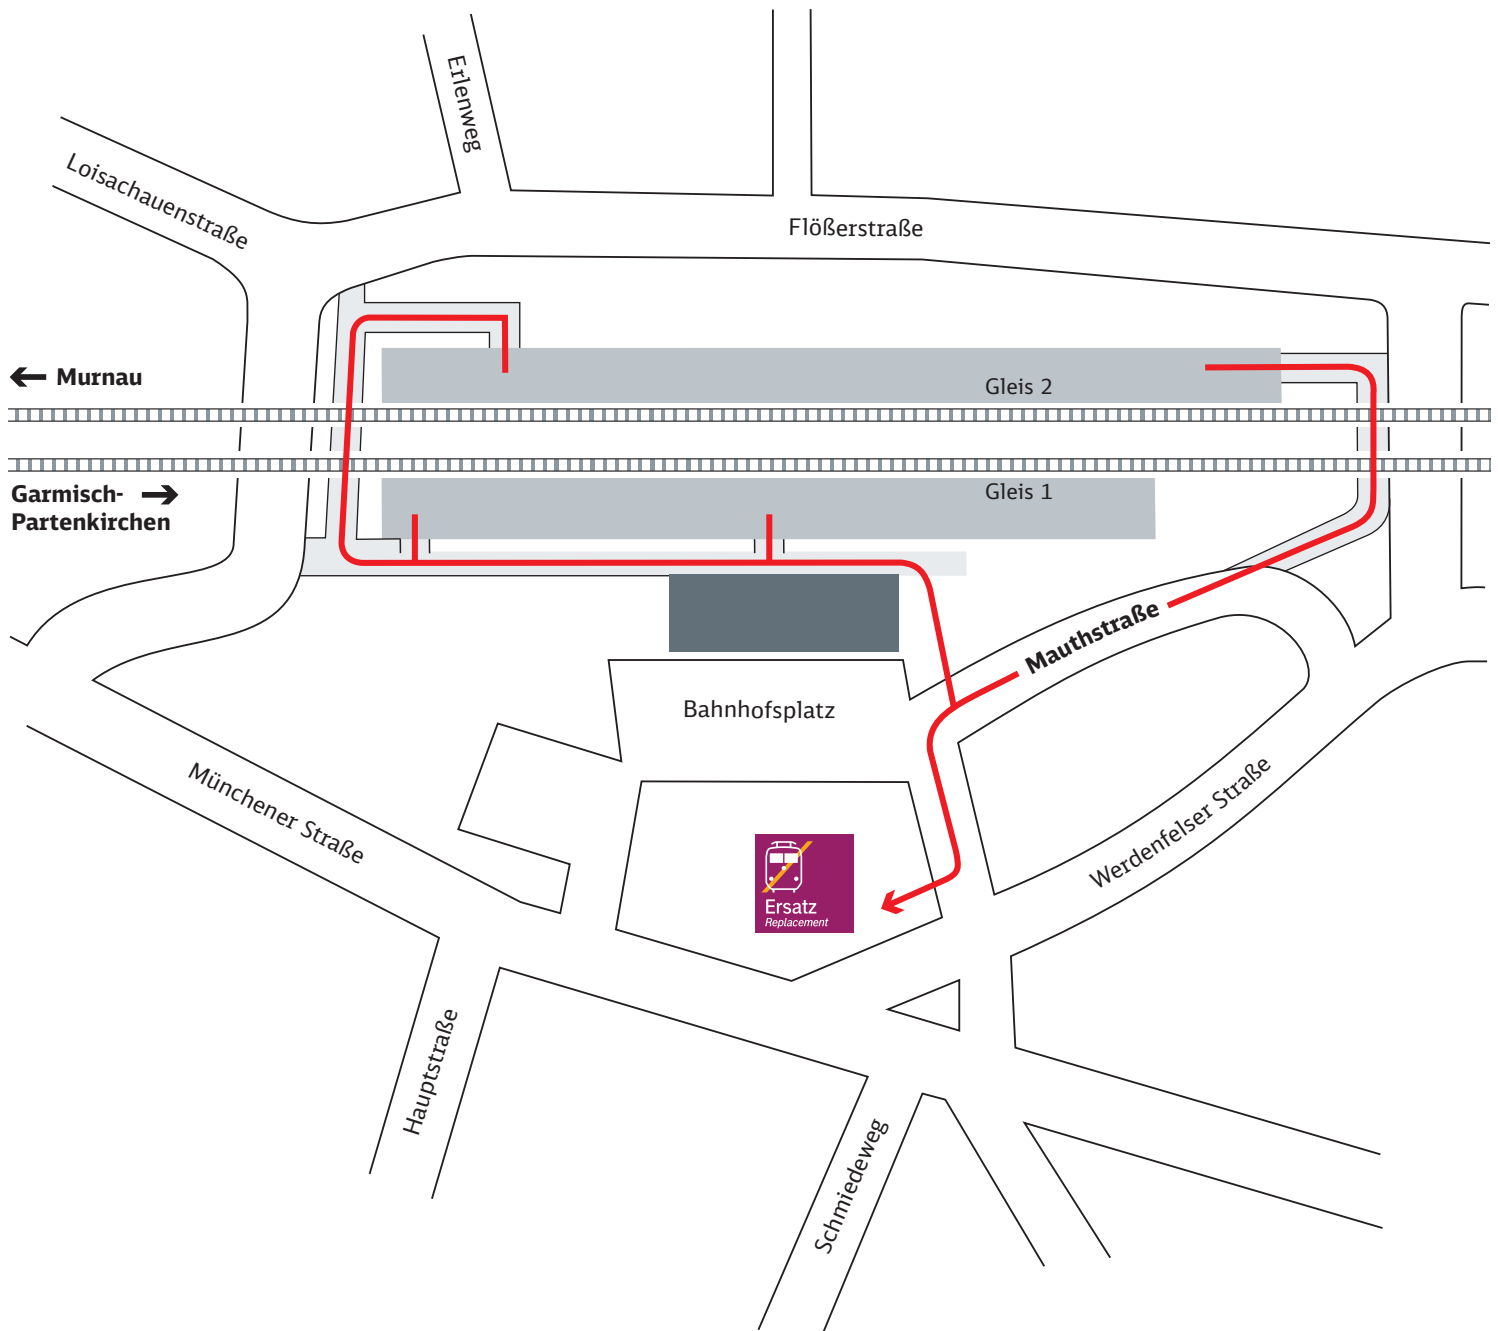 Erlenweg
Loisachauenstraße
Flößerstraße
Murnau
Gleis 2
Garmisch-
Partenkirchen
Gleis 1
Mauthstraße
Bahnhofsplatz
Münchener Straße
Werdenfelser Straße
Ersatz
Replacement
Hauptstraße
Schmiedeweg